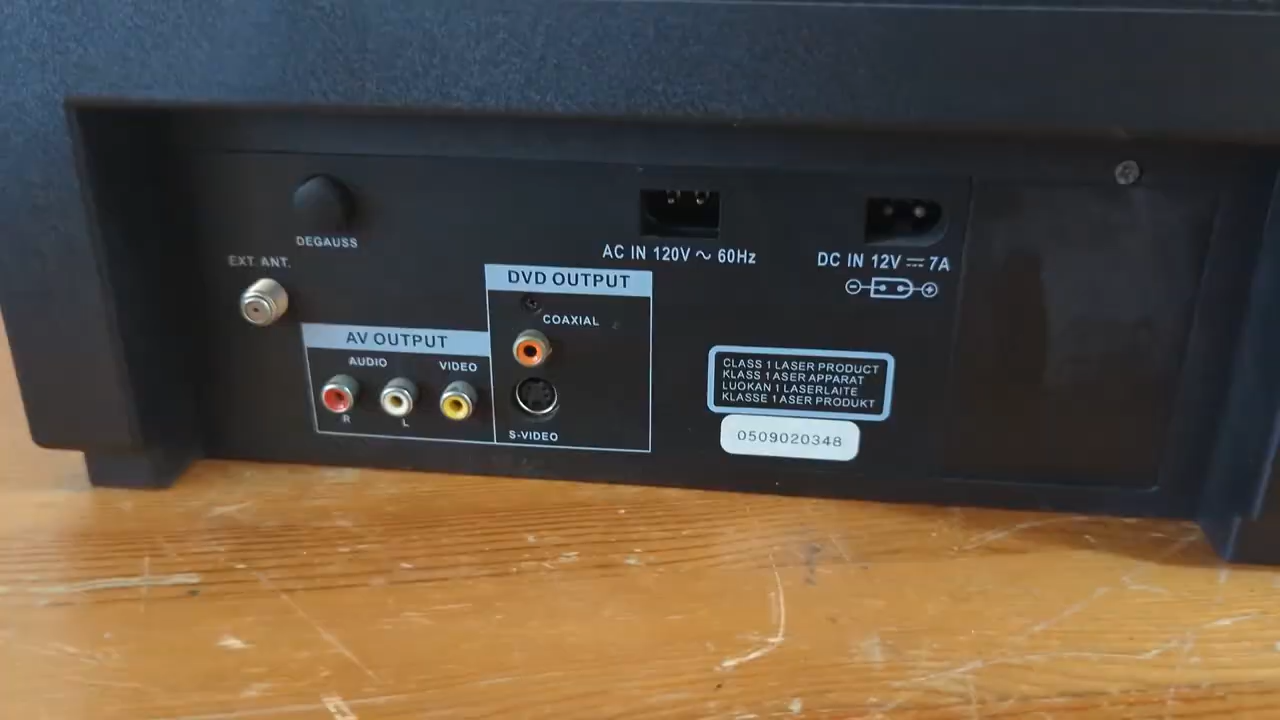 DEGAUSS
EXT. ANT.
AC IN 120V ~ 60Hz
DC IN 12V ⎓ 7A
DVD OUTPUT
COAXIAL
S-VIDEO
AV OUTPUT
AUDIO
VIDEO
R
L
CLASS 1 LASER PRODUCT
KLASS 1 ASER APPARAT
LUOKAN 1 LASERLAITE
KLASSE 1 ASER PRODUKT
0509020348